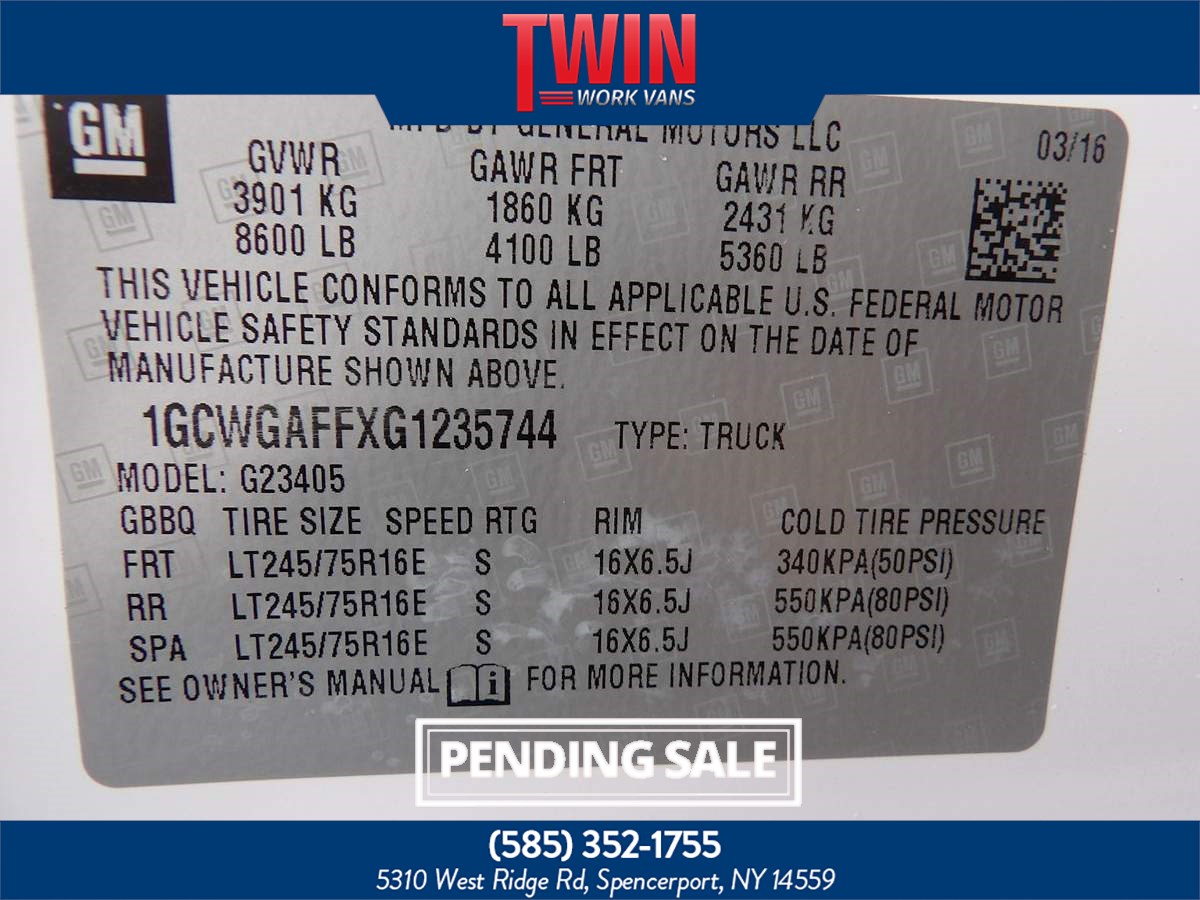 TWIN
WORK VANS
GM
MFD BY GENERAL MOTORS LLC
03/16
GVWR GAWR FRT GAWR RR
3901 KG 1860 KG 2431 KG
8600 LB 4100 LB 5360 LB
THIS VEHICLE CONFORMS TO ALL APPLICABLE U.S. FEDERAL MOTOR
VEHICLE SAFETY STANDARDS IN EFFECT ON THE DATE OF
MANUFACTURE SHOWN ABOVE.
1GCWGAFFXG1235744 TYPE: TRUCK
MODEL: G23405
GBBQ TIRE SIZE SPEED RTG RIM COLD TIRE PRESSURE
FRT LT245/75R16E S 16X6.5J 340KPA(50PSI)
RR LT245/75R16E S 16X6.5J 550KPA(80PSI)
SPA LT245/75R16E S 16X6.5J 550KPA(80PSI)
SEE OWNER'S MANUAL i FOR MORE INFORMATION.
PENDING SALE
(585) 352-1755
5310 West Ridge Rd, Spencerport, NY 14559